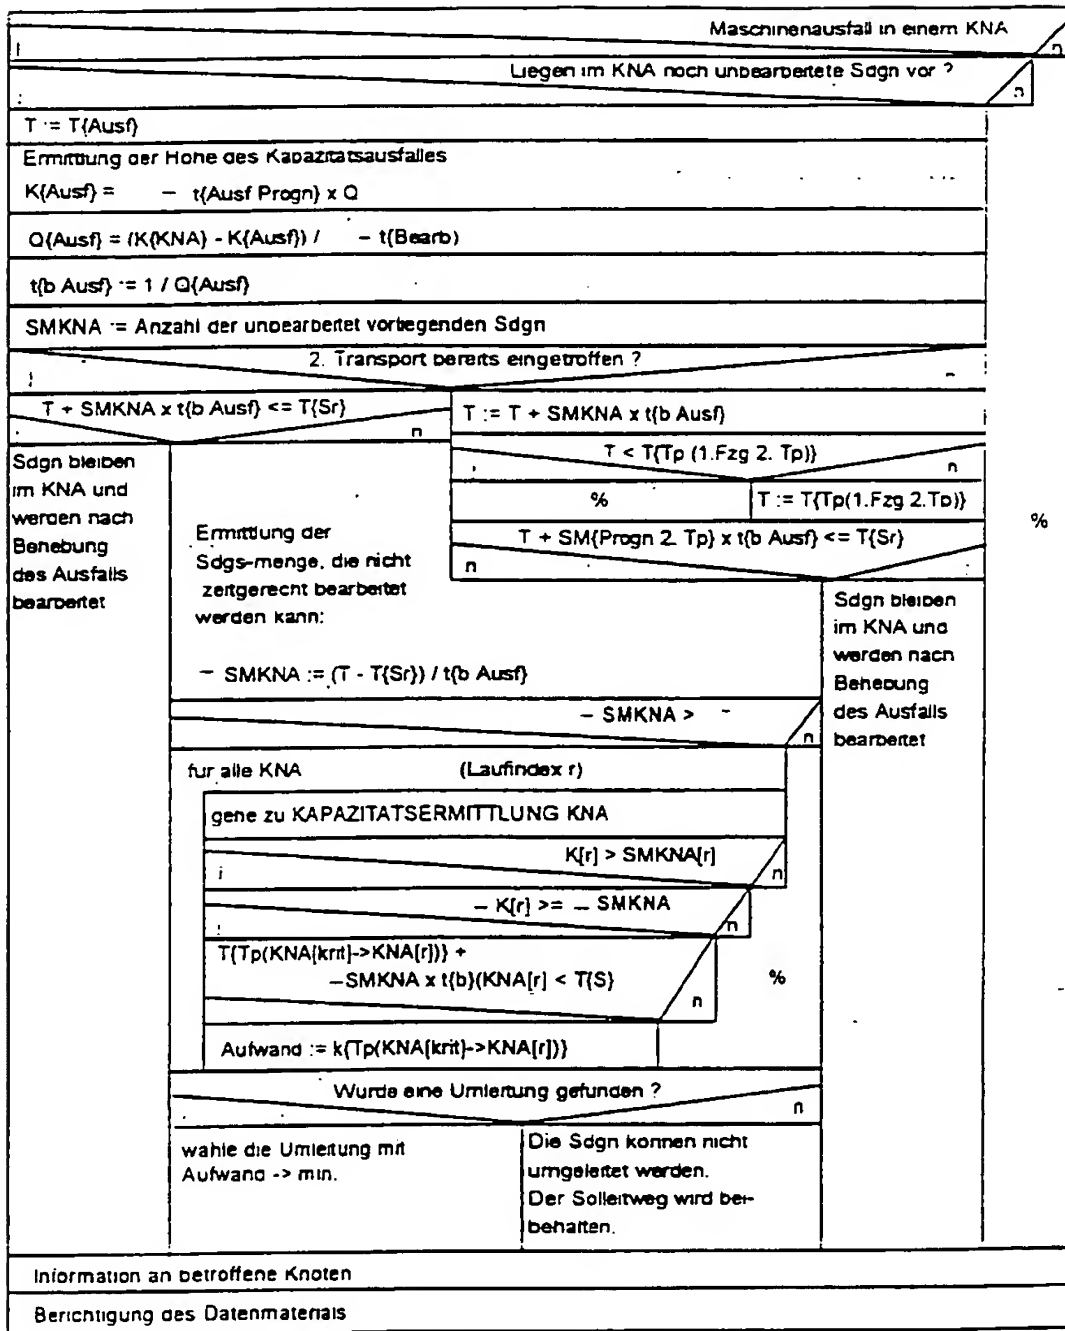 Maschinenausfall in einem KNA
j
n
Liegen im KNA noch unbearbeitete Sdgn vor ?
n
T := T{Ausf}
Ermittlung der Hohe des Kapazitatsausfalles
K{Ausf} = – t{Ausf Progn} x Q
Q{Ausf} = (K{KNA} - K{Ausf}) / – t{Bearb}
t{b Ausf} := 1 / Q{Ausf}
SMKNA := Anzahl der unbearbeitet vorliegenden Sdgn
2. Transport bereits eingetroffen ?
j
n
T + SMKNA x t{b Ausf} <= T{Sr}
n
T := T + SMKNA x t{b Ausf}
T < T{Tp (1.Fzg 2. Tp)}
n
%
T := T{Tp(1.Fzg 2.Tp)}
T + SM{Progn 2. Tp} x t{b Ausf} <= T{Sr}
n
Sdgn bleiben
im KNA und
werden nach
Behebung
des Ausfalls
bearbeitet
Ermittlung der
Sdgs-menge, die nicht
zeitgerecht bearbeitet
werden kann:
– SMKNA := (T - T{Sr}) / t{b Ausf}
Sdgn bleiben
im KNA und
werden nach
Behebung
des Ausfalls
bearbeitet
%
– SMKNA > –
n
fur alle KNA (Laufindex r)
gehe zu KAPAZITATSERMITTLUNG KNA
K[r] > SMKNA[r]
j
n
– K[r] >= – SMKNA
n
T{Tp(KNA[krit]->KNA[r])} +
–SMKNA x t{b}(KNA[r] < T{S}
n
%
Aufwand := k{Tp(KNA[krit]->KNA[r])}
Wurde eine Umleitung gefunden ?
n
wahle die Umleitung mit
Aufwand -> min.
Die Sdgn konnen nicht
umgeleitet werden.
Der Solleitweg wird bei-
behalten.
Information an betroffene Knoten
Berichtigung des Datenmaterials